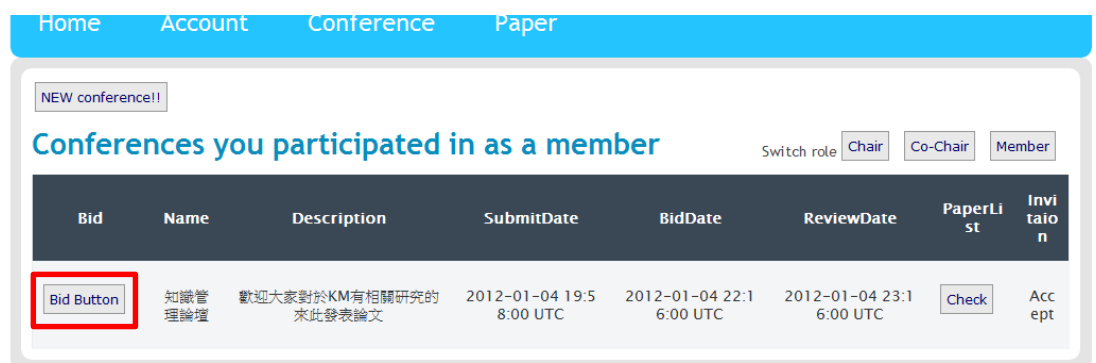 Home Account Conference Paper
NEW conference!!
Conferences you participated in as a member
Switch role Chair Co-Chair Member
Bid Name Description SubmitDate BidDate ReviewDate PaperLi
st Invi
taio
n
Bid Button 知識管
理論壇 歡迎大家對於KM有相關研究的
來此發表論文 2012-01-04 19:5
8:00 UTC 2012-01-04 22:1
6:00 UTC 2012-01-04 23:1
6:00 UTC Check Acc
ept